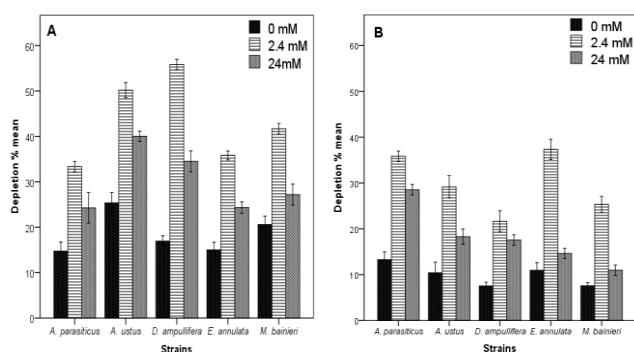 A
0 mM
2.4 mM
24mM
Depletion % mean
60
50
40
30
20
10
0
A. parasiticus A. ustus D. ampullifera E. annulata M. bainieri
Strains
B
0 mM
2.4 mM
24 mM
Depletion % mean
60
50
40
30
20
10
0
A. parasiticus A. ustus D. ampullifera E. annulata M. bainieri
Strains